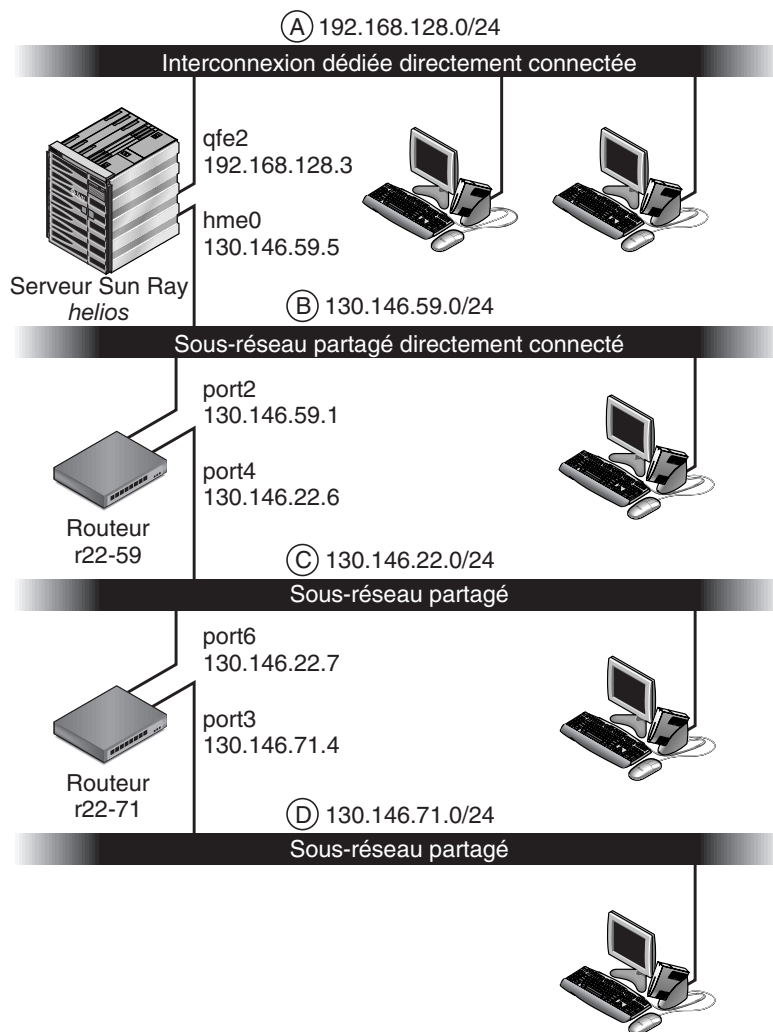 A 192.168.128.0/24
Interconnexion dédiée directement connectée
qfe2
192.168.128.3
hme0
130.146.59.5
Serveur Sun Ray
helios
B 130.146.59.0/24
Sous-réseau partagé directement connecté
port2
130.146.59.1
port4
130.146.22.6
Routeur
r22-59
C 130.146.22.0/24
Sous-réseau partagé
port6
130.146.22.7
port3
130.146.71.4
Routeur
r22-71
D 130.146.71.0/24
Sous-réseau partagé